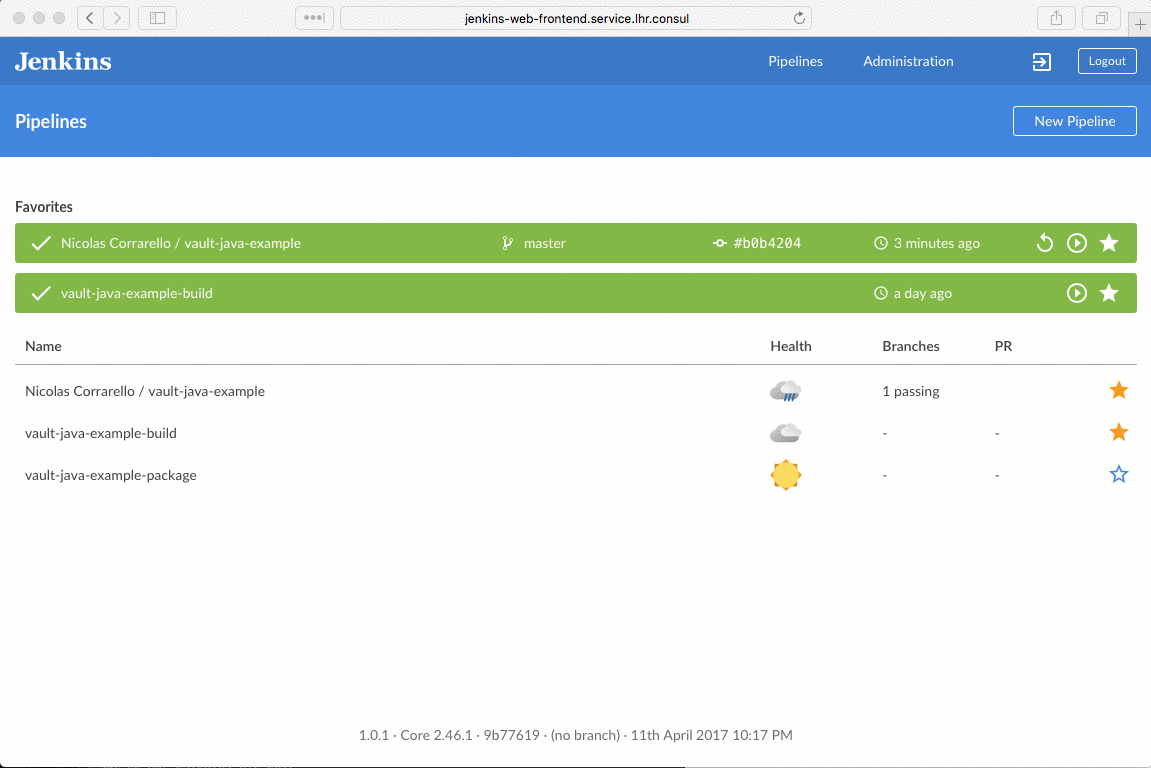 jenkins-web-frontend.service.lhr.consul
Jenkins Pipelines Administration Logout
Pipelines New Pipeline
Favorites
Nicolas Corrarello / vault-java-example master #b0b4204 3 minutes ago
vault-java-example-build a day ago
Name Health Branches PR
Nicolas Corrarello / vault-java-example 1 passing
vault-java-example-build - -
vault-java-example-package - -
1.0.1 · Core 2.46.1 · 9b77619 · (no branch) · 11th April 2017 10:17 PM